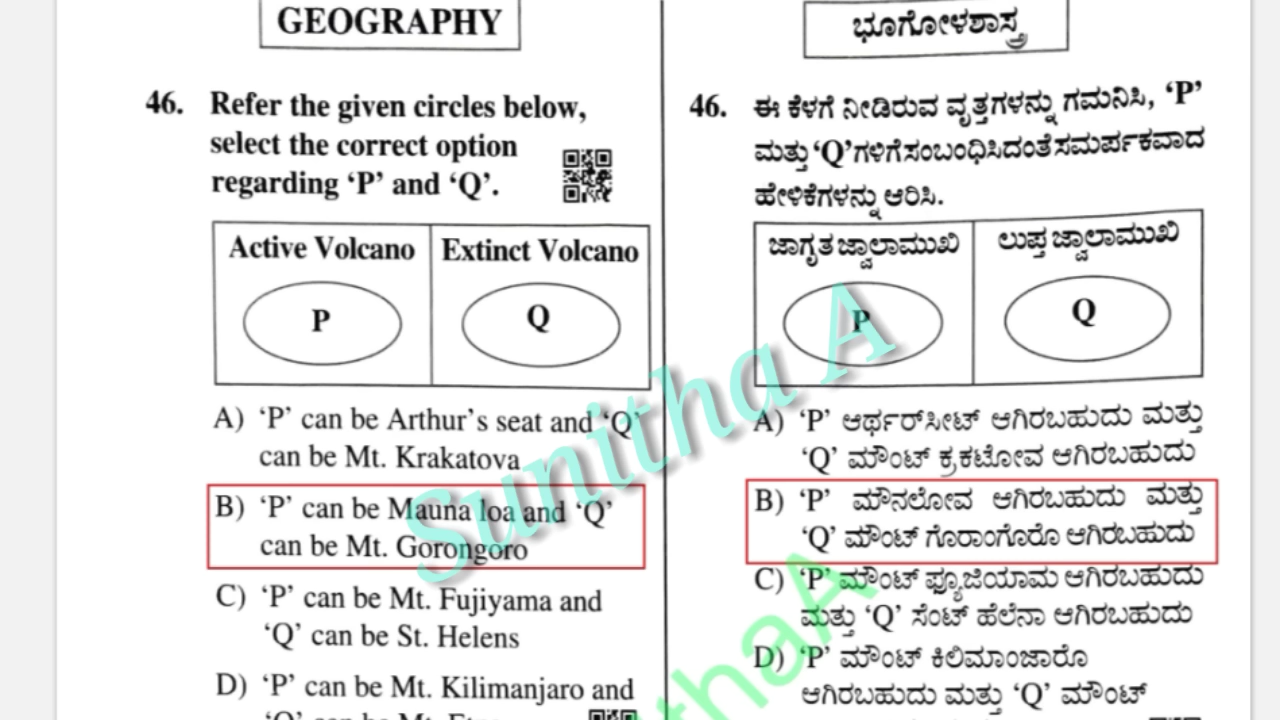 GEOGRAPHY
46. Refer the given circles below,
select the correct option
regarding ‘P’ and ‘Q’.
Active Volcano
Extinct Volcano
P
Q
A) ‘P’ can be Arthur’s seat and ‘Q’
can be Mt. Krakatova
B) ‘P’ can be Mauna loa and ‘Q’
can be Mt. Gorongoro
C) ‘P’ can be Mt. Fujiyama and
‘Q’ can be St. Helens
D) ‘P’ can be Mt. Kilimanjaro and
ಭೂಗೋಳಶಾಸ್ತ್ರ
46. ಈ ಕೆಳಗೆ ನೀಡಿರುವ ವೃತ್ತಗಳನ್ನು ಗಮನಿಸಿ, ‘P’
ಮತ್ತು ‘Q’ಗಳಿಗೆ ಸಂಬಂಧಿಸಿದಂತೆ ಸಮರ್ಪಕವಾದ
ಹೇಳಿಕೆಗಳನ್ನು ಆರಿಸಿ.
ಜಾಗೃತ ಜ್ವಾಲಾಮುಖಿ
ಲುಪ್ತ ಜ್ವಾಲಾಮುಖಿ
P
Q
A) ‘P’ ಆರ್ಥರ್‌ಸೀಟ್ ಆಗಿರಬಹುದು ಮತ್ತು
‘Q’ ಮೌಂಟ್ ಕ್ರಕಟೋವ ಆಗಿರಬಹುದು
B) ‘P’ ಮೌನಲೋವ ಆಗಿರಬಹುದು ಮತ್ತು
‘Q’ ಮೌಂಟ್ ಗೊರಾಂಗೊರೊ ಆಗಿರಬಹುದು
C) ‘P’ ಮೌಂಟ್ ಫ್ಯೂಜಿಯಾಮ ಆಗಿರಬಹುದು
ಮತ್ತು ‘Q’ ಸೆಂಟ್ ಹೆಲೆನಾ ಆಗಿರಬಹುದು
D) ‘P’ ಮೌಂಟ್ ಕಿಲಿಮಾಂಜಾರೊ
ಆಗಿರಬಹುದು ಮತ್ತು ‘Q’ ಮೌಂಟ್
Sunitha A